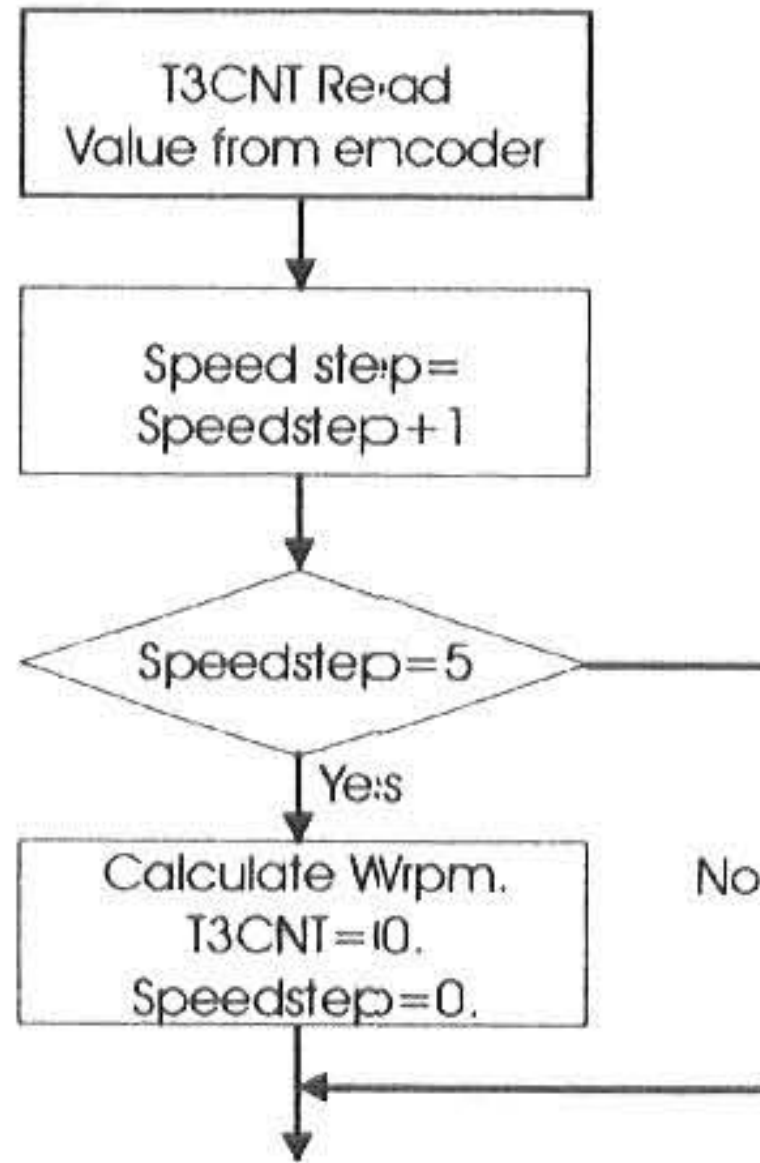 T3CNT Read
Value from encoder
Speed step=
Speedstep+1
Speedstep=5
Yes
Calculate Wrpm.
No
T3CNT=0.
Speedstep=0.